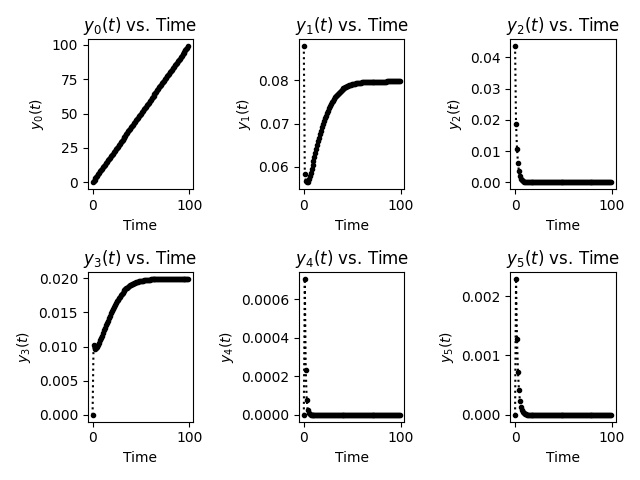 y₀(t) vs. Time
y₁(t) vs. Time
y₂(t) vs. Time
100
75
50
25
0
y₀(t)
0
100
Time
0.08
0.07
0.06
y₁(t)
0
100
Time
0.04
0.03
0.02
0.01
0.00
y₂(t)
0
100
Time
y₃(t) vs. Time
y₄(t) vs. Time
y₅(t) vs. Time
0.020
0.015
0.010
0.005
0.000
y₃(t)
0
100
Time
0.0006
0.0004
0.0002
0.0000
y₄(t)
0
100
Time
0.002
0.001
0.000
y₅(t)
0
100
Time